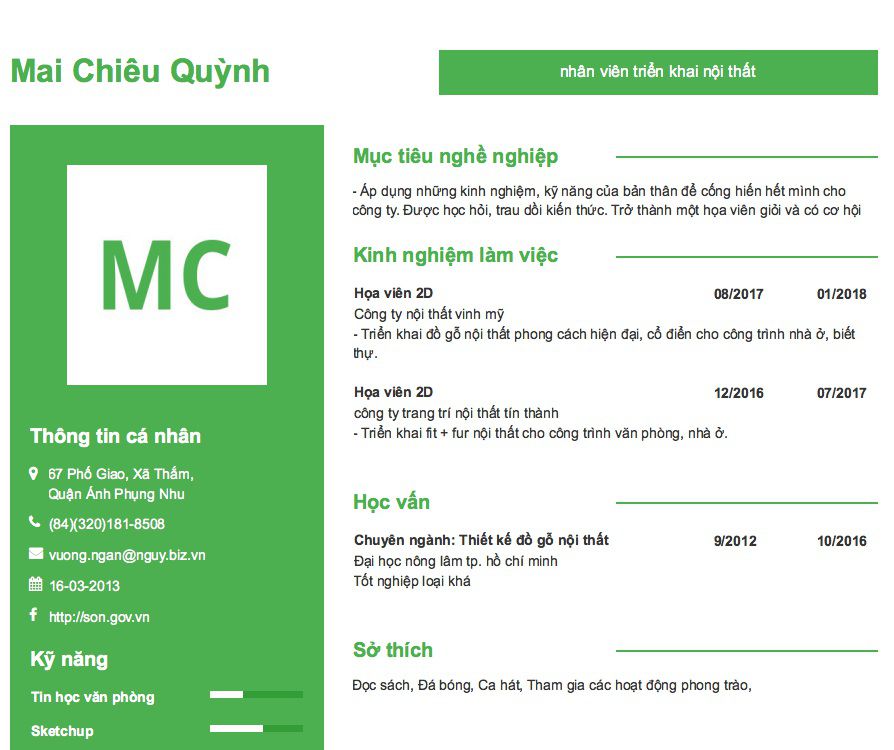 Mai Chiêu Quỳnh
nhân viên triển khai nội thất
MC
Thông tin cá nhân
67 Phố Giao, Xã Thấm,
Quận Ánh Phụng Nhu
(84)(320)181-8508
vuong.ngan@nguy.biz.vn
16-03-2013
http://son.gov.vn
Kỹ năng
Tin học văn phòng
Sketchup
Mục tiêu nghề nghiệp
- Áp dụng những kinh nghiệm, kỹ năng của bản thân để cống hiến hết mình cho
công ty. Được học hỏi, trau dồi kiến thức. Trở thành một họa viên giỏi và có cơ hội
Kinh nghiệm làm việc
Họa viên 2D 08/2017 01/2018
Công ty nội thất vinh mỹ
- Triển khai đồ gỗ nội thất phong cách hiện đại, cổ điển cho công trình nhà ở, biết
thự.
Họa viên 2D 12/2016 07/2017
công ty trang trí nội thất tín thành
- Triển khai fit + fur nội thất cho công trình văn phòng, nhà ở.
Học vấn
Chuyên ngành: Thiết kế đồ gỗ nội thất 9/2012 10/2016
Đại học nông lâm tp. hồ chí minh
Tốt nghiệp loại khá
Sở thích
Đọc sách, Đá bóng, Ca hát, Tham gia các hoạt động phong trào,